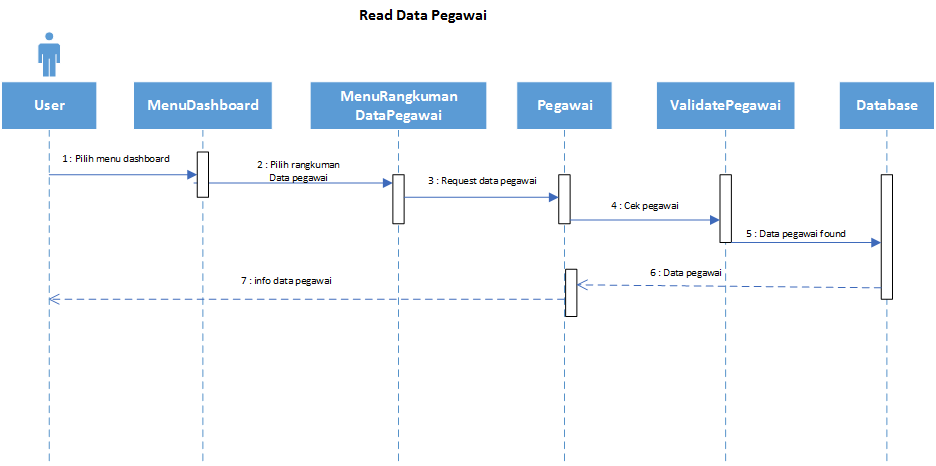 Read Data Pegawai
User
MenuDashboard
MenuRangkuman
DataPegawai
Pegawai
ValidatePegawai
Database
1 : Pilih menu dashboard
2 : Pilih rangkuman
Data pegawai
3 : Request data pegawai
4 : Cek pegawai
5 : Data pegawai found
6 : Data pegawai
7 : info data pegawai